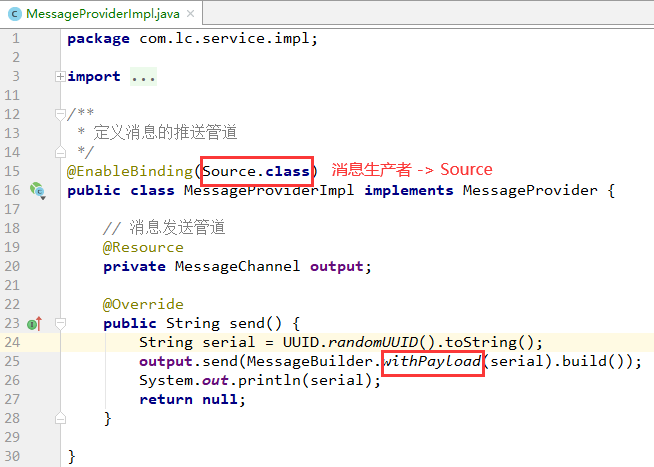 MessageProviderImpl.java
1 package com.lc.service.impl;
2
3 import ...
11
12 /**
13 * 定义消息的推送管道
14 */
15 @EnableBinding(Source.class) 消息生产者 -> Source
16 public class MessageProviderImpl implements MessageProvider {
17
18 // 消息发送管道
19 @Resource
20 private MessageChannel output;
21
22 @Override
23 public String send() {
24 String serial = UUID.randomUUID().toString();
25 output.send(MessageBuilder.withPayload(serial).build());
26 System.out.println(serial);
27 return null;
28 }
29
30 }